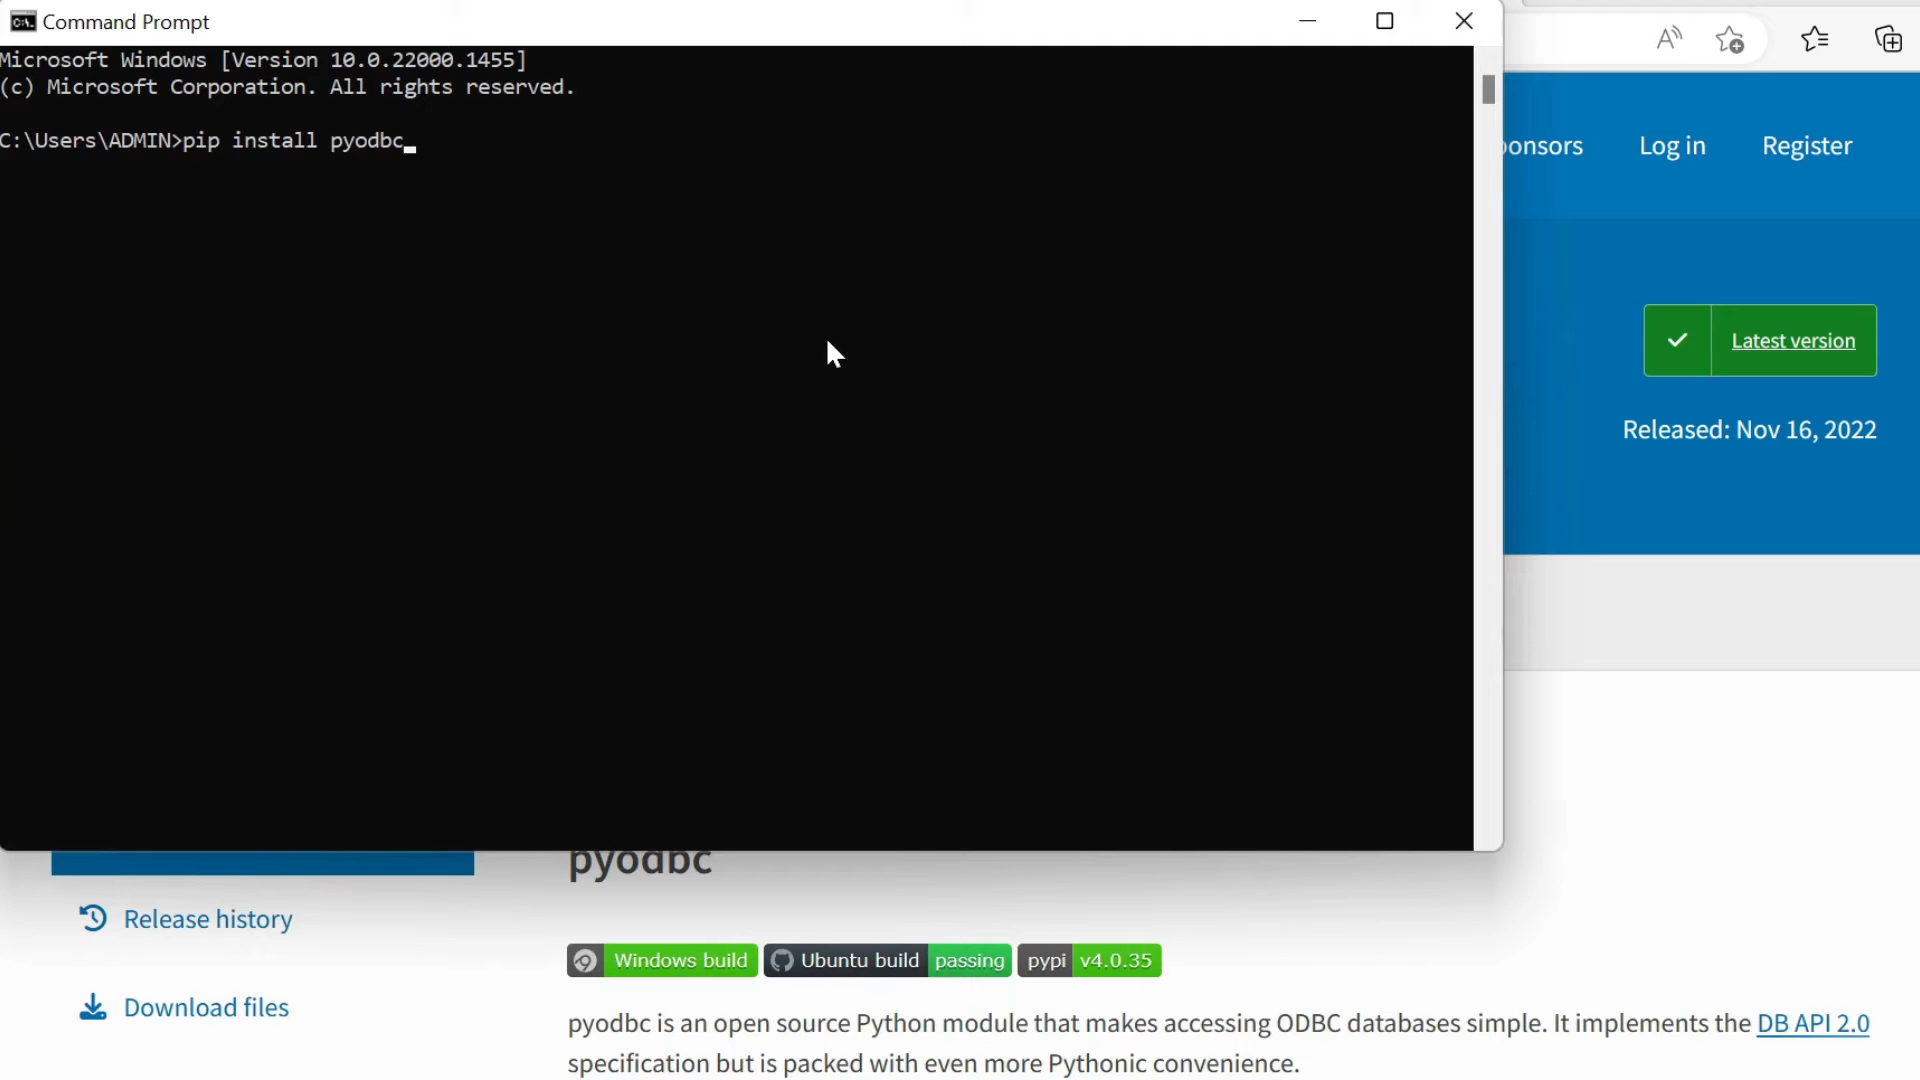 Command Prompt
Microsoft Windows [Version 10.0.22000.1455]
(c) Microsoft Corporation. All rights reserved.
C:\Users\ADMIN>pip install pyodbc
onsors
Log in
Register
Latest version
Released: Nov 16, 2022
pyodbc
Release history
Windows build
Ubuntu build passing
pypi v4.0.35
Download files
pyodbc is an open source Python module that makes accessing ODBC databases simple. It implements the DB API 2.0
specification but is packed with even more Pythonic convenience.